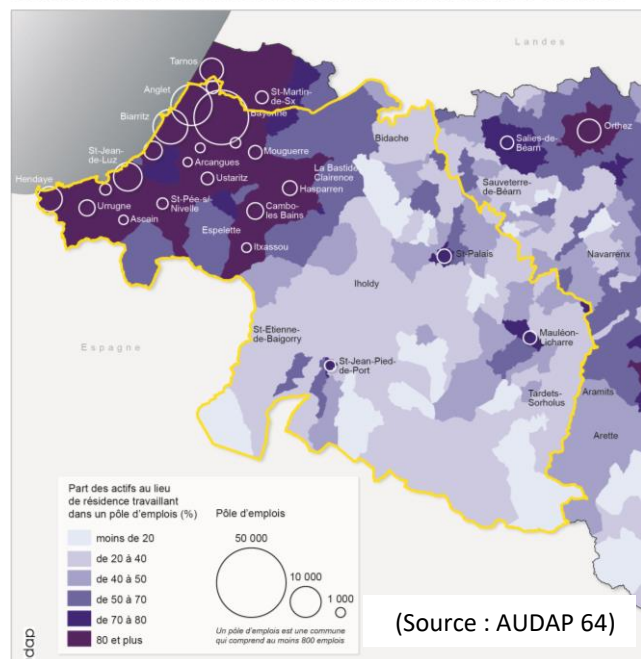 Landes
Tarnos
St-Martin-
de-Sx
Anglet
Bayonne
Biarritz
Orthez
Bidache
Salies-de-
Béarn
St-Jean-
de-Luz
Mouguerre
Arcangues
La Bastide
Clairence
Sauveterre-
de-Béarn
Hendaye
Ustaritz
Hasparren
Urrugne
St-Pée-s/
Nivelle
Cambo-
les Bains
Ascain
Espelette
Itxassou
St-Palais
Navarrenx
Iholdy
Espagne
St-Etienne-
de-Baigorry
Mauléon-
Licharre
St-Jean-Pied-
de-Port
Tardets-
Sorholus
Aramits
Arette
Part des actifs au lieu
de résidence travaillant
dans un pôle d'emplois (%)
moins de 20
de 20 à 40
de 40 à 50
de 50 à 70
de 70 à 80
80 et plus
Pôle d'emplois
50 000
10 000
1 000
Un pôle d'emplois est une commune
qui comprend au moins 800 emplois
(Source : AUDAP 64)
dap